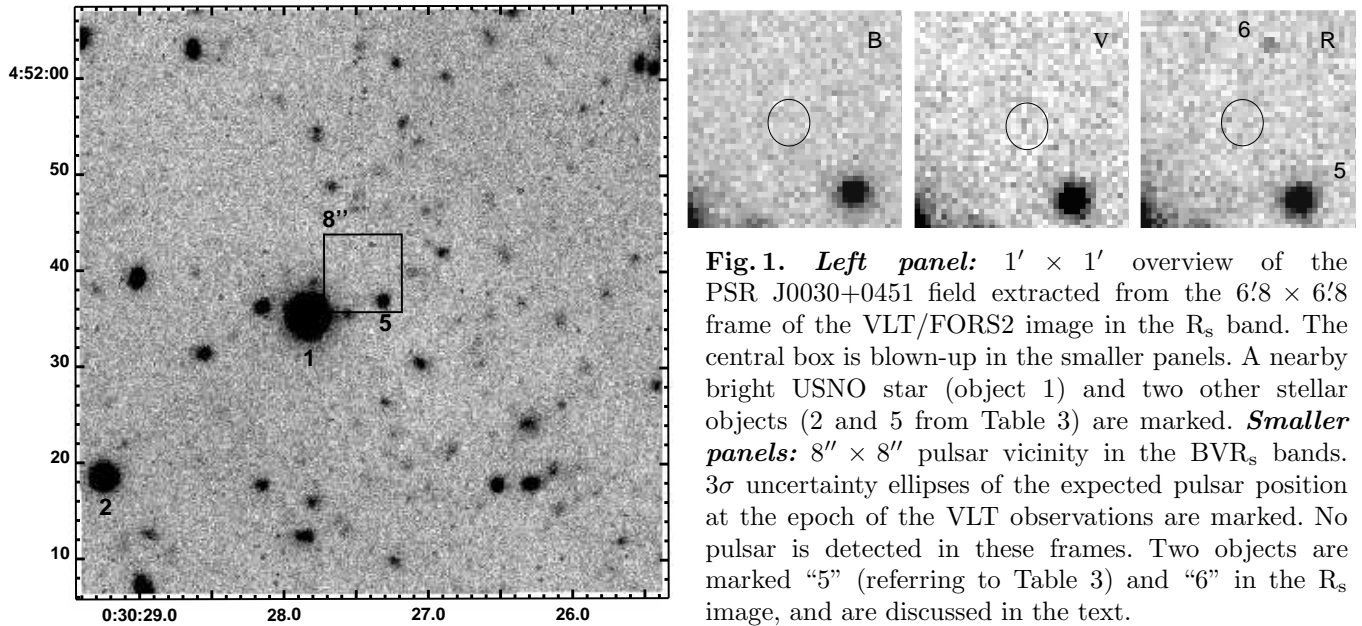 4:52:00
50
40
30
20
10
0:30:29.0
28.0
27.0
26.0
8’’
1
5
2
B
V
6
R
5
Fig. 1. Left panel: 1′ × 1′ overview of the
PSR J0030+0451 field extracted from the 6.′8 × 6.′8
frame of the VLT/FORS2 image in the Rₛ band. The
central box is blown-up in the smaller panels. A nearby
bright USNO star (object 1) and two other stellar
objects (2 and 5 from Table 3) are marked. Smaller
panels: 8′′ × 8′′ pulsar vicinity in the BVRₛ bands.
3σ uncertainty ellipses of the expected pulsar position
at the epoch of the VLT observations are marked. No
pulsar is detected in these frames. Two objects are
marked “5” (referring to Table 3) and “6” in the Rₛ
image, and are discussed in the text.